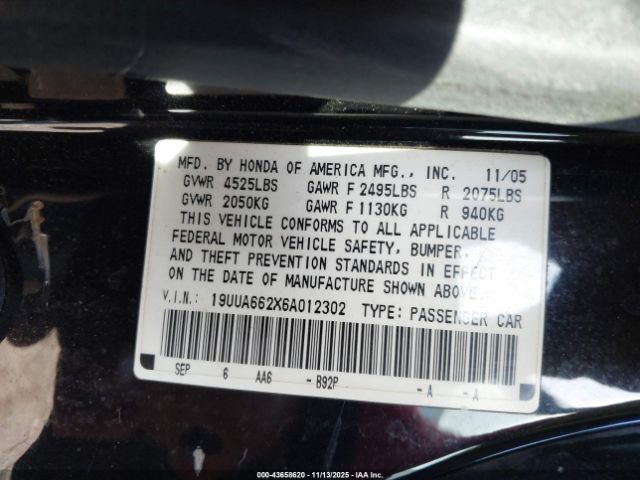 MFD. BY HONDA OF AMERICA MFG., INC. 11/05
GVWR 4525LBS GAWR F 2495LBS R 2075LBS
GVWR 2050KG GAWR F 1130KG R 940KG
THIS VEHICLE CONFORMS TO ALL APPLICABLE
FEDERAL MOTOR VEHICLE SAFETY, BUMPER,
AND THEFT PREVENTION STANDARDS IN EFFECT
ON THE DATE OF MANUFACTURE SHOWN ABOVE.
V.I.N.: 19UUA662X6A012302 TYPE: PASSENGER CAR
SEP 6 AA6 - B92P - A - A
000-43658620 - 11/13/2025 - IAA Inc.